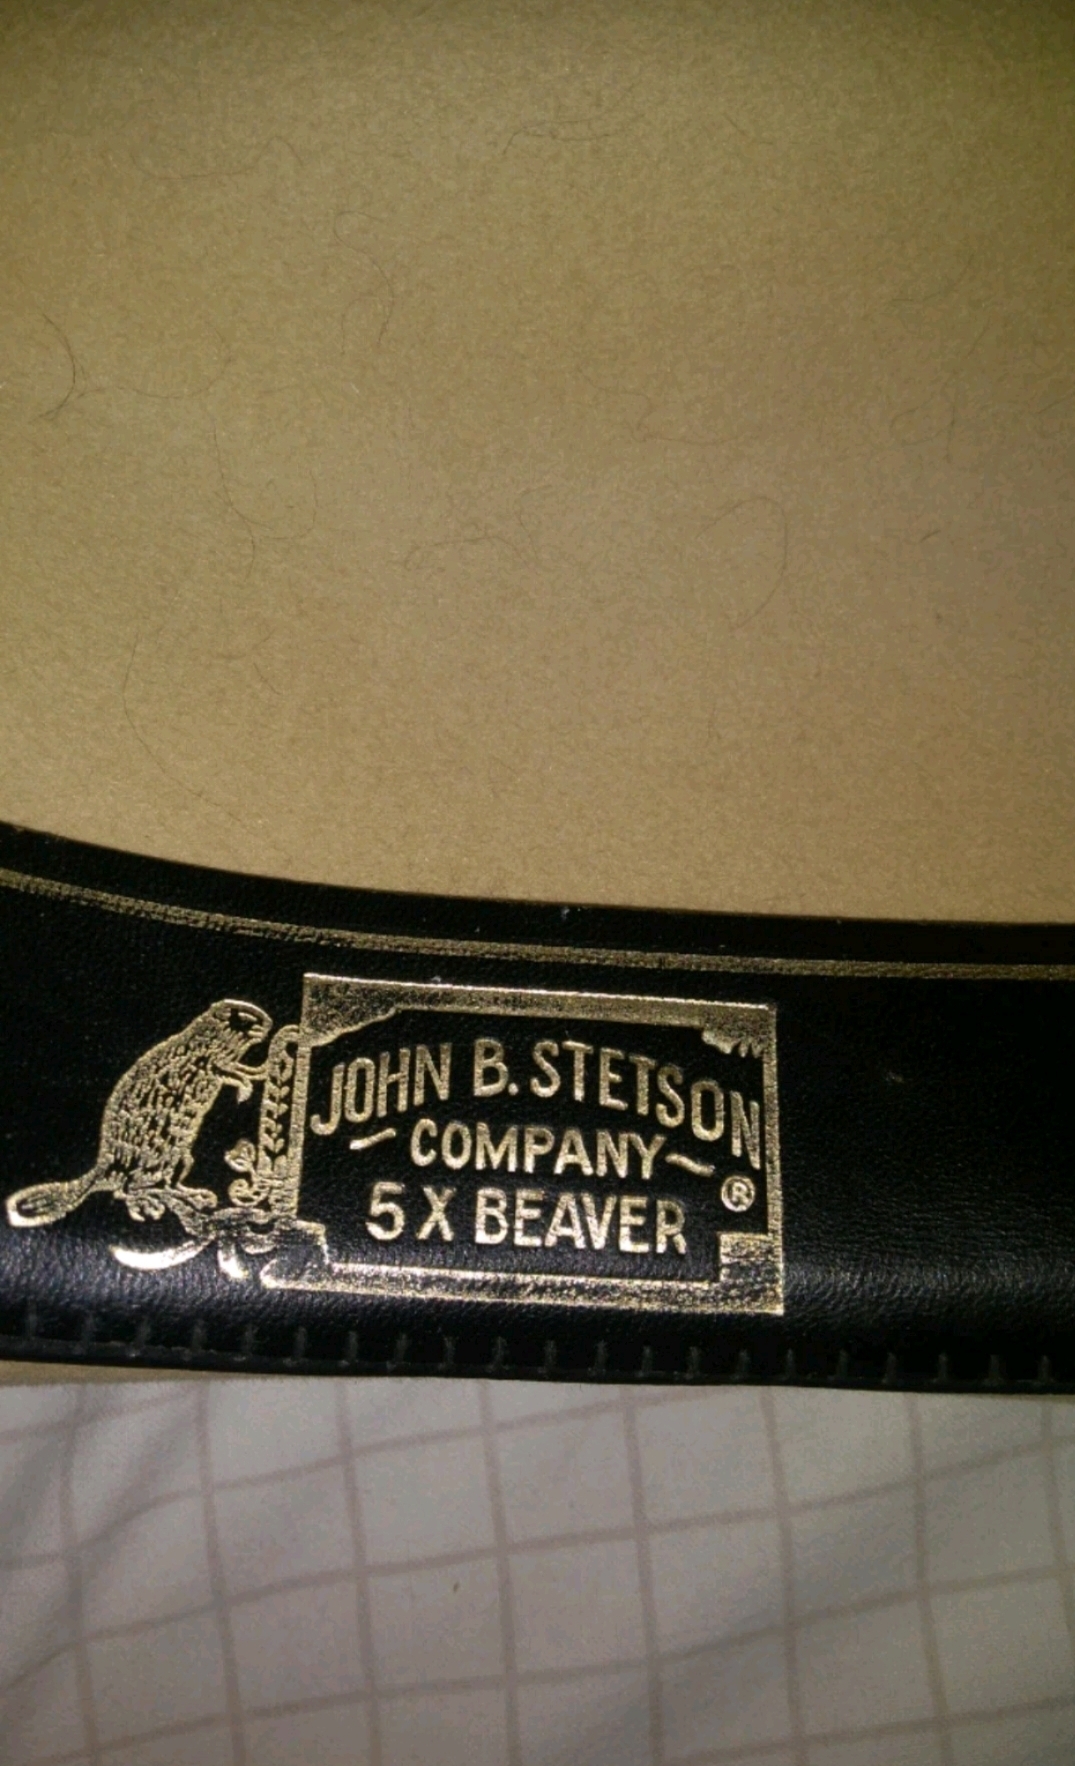 JOHN B. STETSON
~ COMPANY ~
5 X BEAVER ®